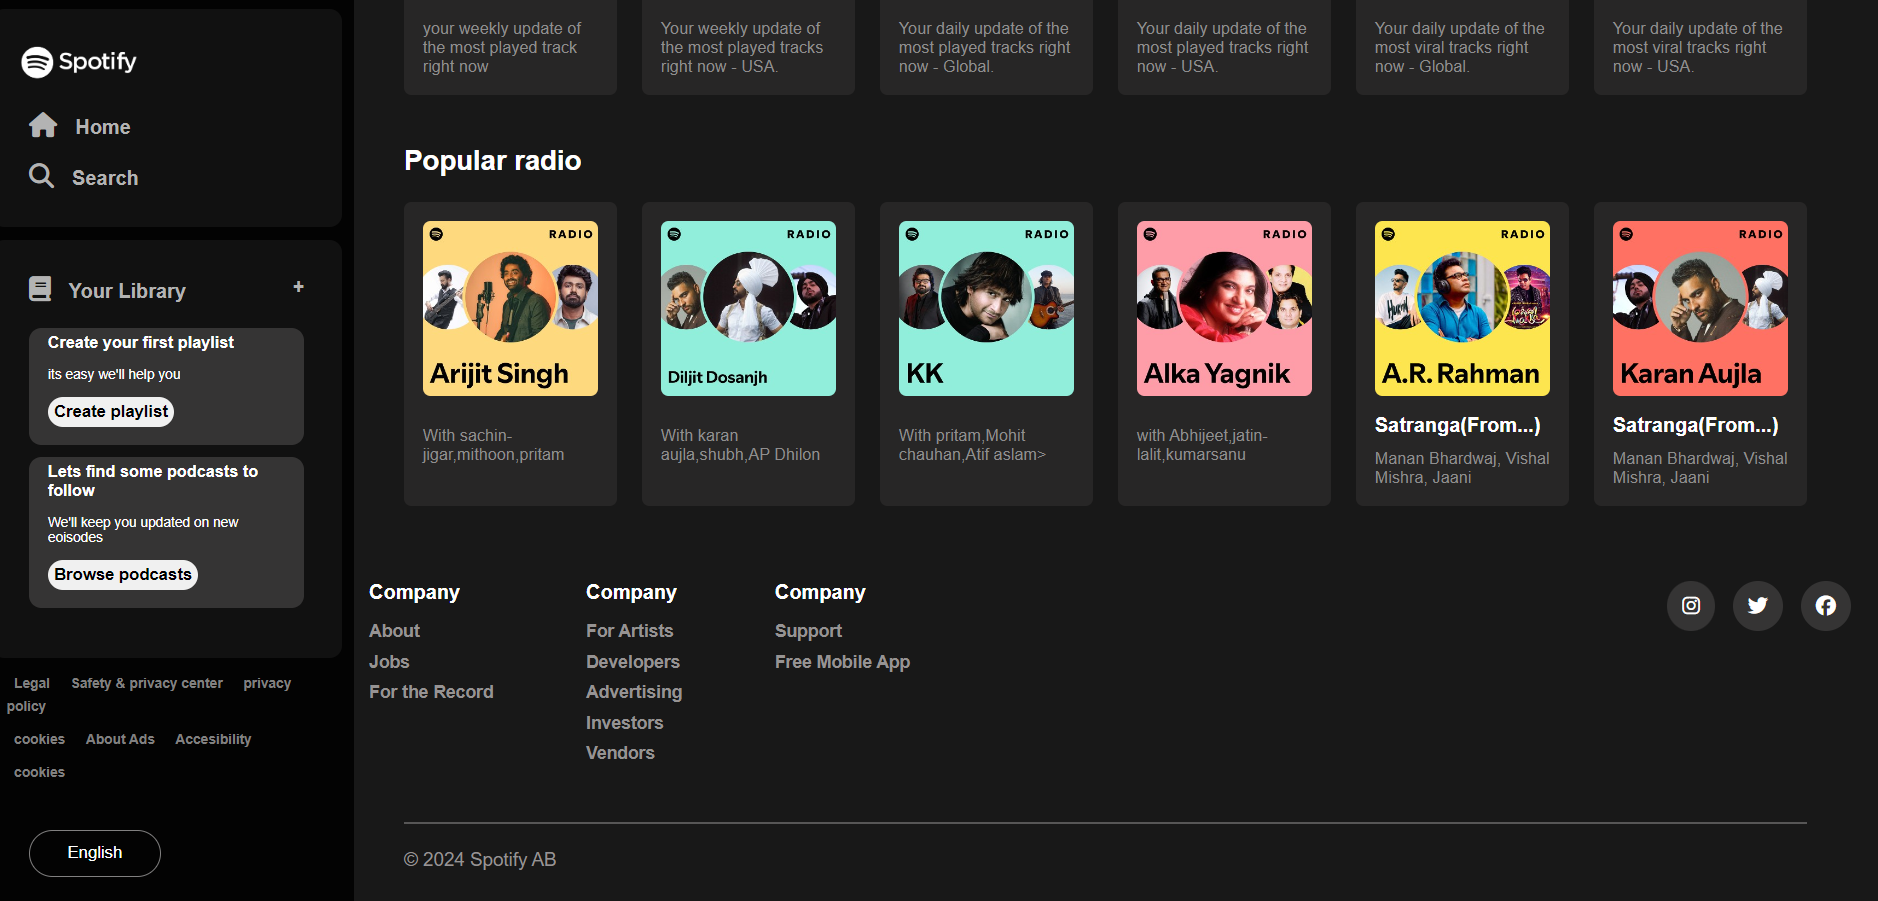 Spotify
Home
Search
Your Library
+
Create your first playlist
its easy we'll help you
Create playlist
Lets find some podcasts to
follow
We'll keep you updated on new
eoisodes
Browse podcasts
Legal Safety & privacy center privacy
policy
cookies About Ads Accesibility
cookies
English
your weekly update of
the most played track
right now
Your weekly update of
the most played tracks
right now - USA.
Your daily update of the
most played tracks right
now - Global.
Your daily update of the
most played tracks right
now - USA.
Your daily update of the
most viral tracks right
now - Global.
Your daily update of the
most viral tracks right
now - USA.
Popular radio
RADIO
Arijit Singh
With sachin-
jigar,mithoon,pritam
RADIO
Diljit Dosanjh
With karan
aujla,shubh,AP Dhilon
RADIO
KK
With pritam,Mohit
chauhan,Atif aslam>
RADIO
Alka Yagnik
with Abhijeet,jatin-
lalit,kumarsanu
RADIO
A.R. Rahman
Satranga(From...)
Manan Bhardwaj, Vishal
Mishra, Jaani
RADIO
Karan Aujla
Satranga(From...)
Manan Bhardwaj, Vishal
Mishra, Jaani
Company
About
Jobs
For the Record
Company
For Artists
Developers
Advertising
Investors
Vendors
Company
Support
Free Mobile App
© 2024 Spotify AB